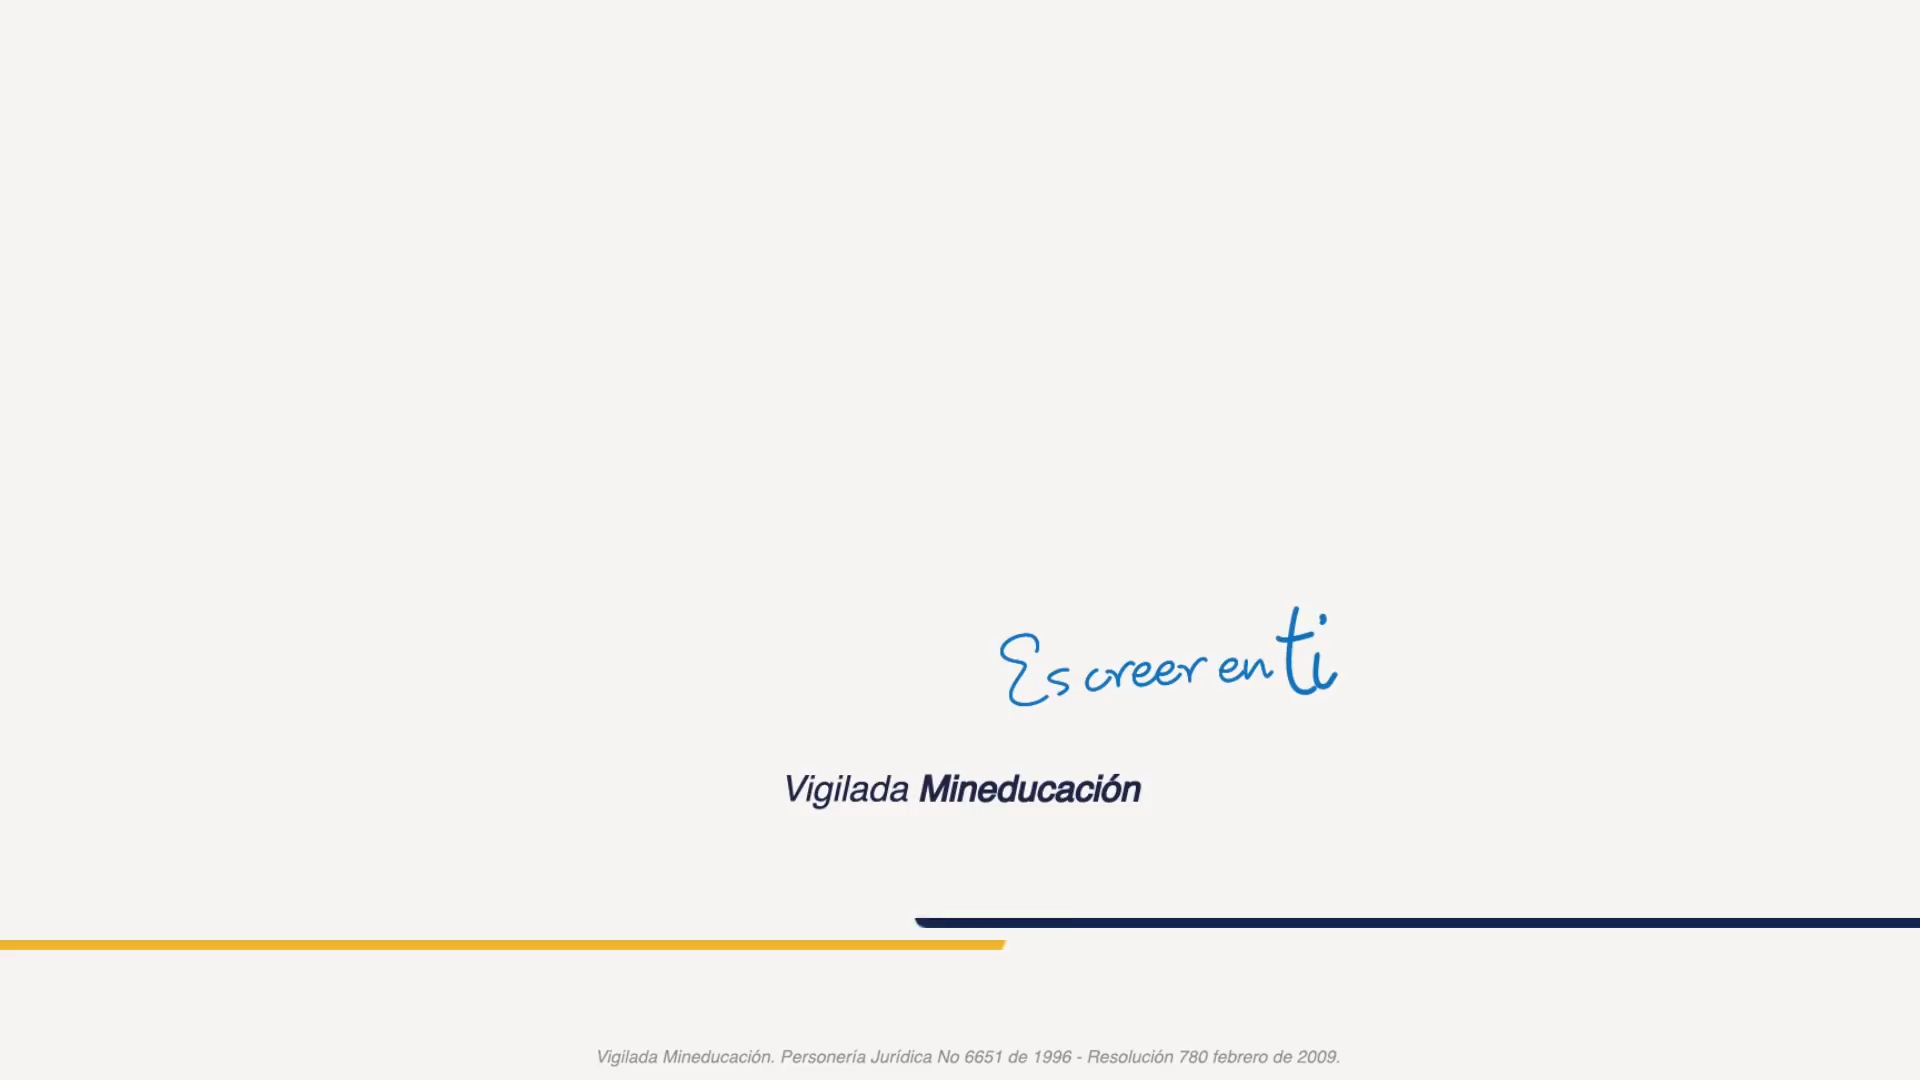 Es creer en ti
Vigilada Mineducación
Vigilada Mineducación. Personería Jurídica No 6651 de 1996 - Resolución 780 febrero de 2009.